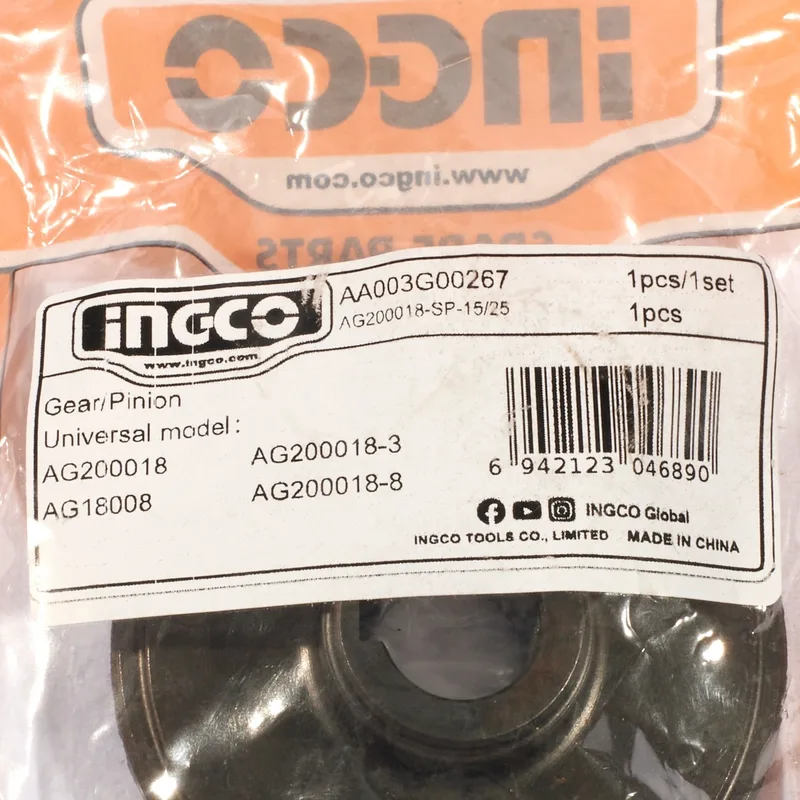 INGCO
www.ingco.com
SPARE PARTS
INGCO
www.ingco.com
AA003G00267
1pcs/1set
AG200018-SP-15/25
1pcs
Gear/Pinion
Universal model:
AG200018
AG200018-3
AG18008
AG200018-8
6 942123 046890
INGCO Global
INGCO TOOLS CO., LIMITED MADE IN CHINA